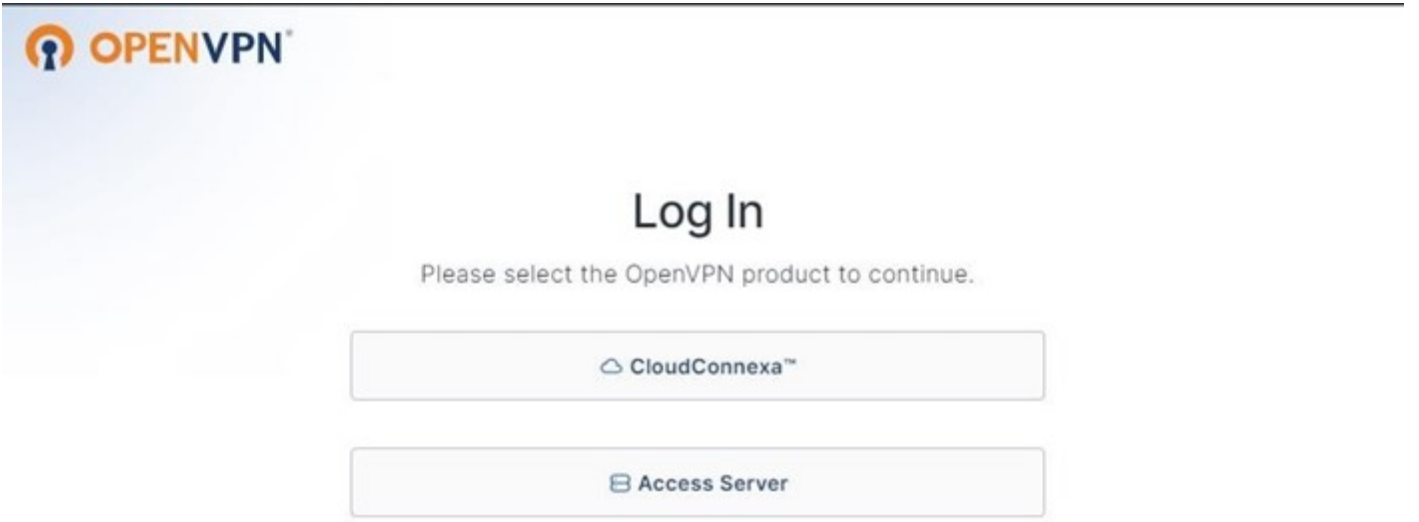 OPENVPN®
Log In
Please select the OpenVPN product to continue.
CloudConnexa™
Access Server